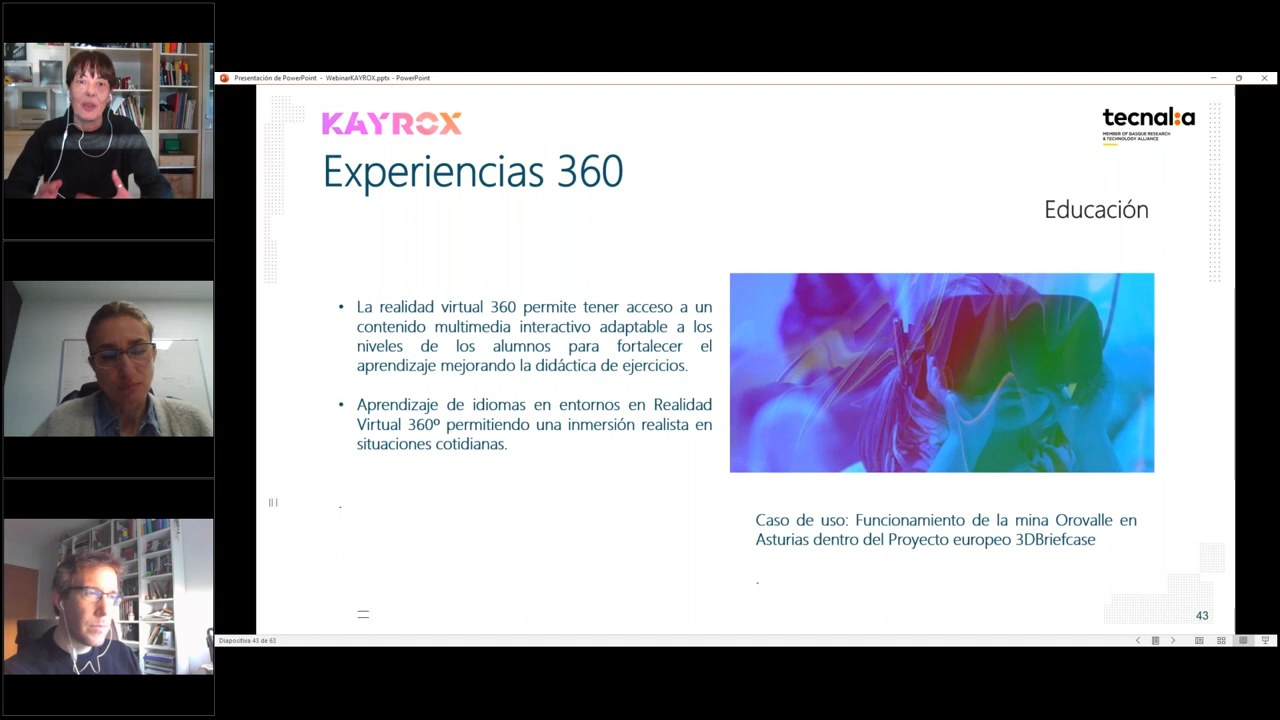 Presentación de PowerPoint - WebinarKAYROX.pptx - PowerPoint
KAYROX
tecnal:a
MEMBER OF BASQUE RESEARCH
& TECHNOLOGY ALLIANCE
Experiencias 360
Educación
• La realidad virtual 360 permite tener acceso a un
contenido multimedia interactivo adaptable a los
niveles de los alumnos para fortalecer el
aprendizaje mejorando la didáctica de ejercicios.
• Aprendizaje de idiomas en entornos en Realidad
Virtual 360º permitiendo una inmersión realista en
situaciones cotidianas.
Caso de uso: Funcionamiento de la mina Orovalle en
Asturias dentro del Proyecto europeo 3DBriefcase
43
Diapositiva 43 de 63